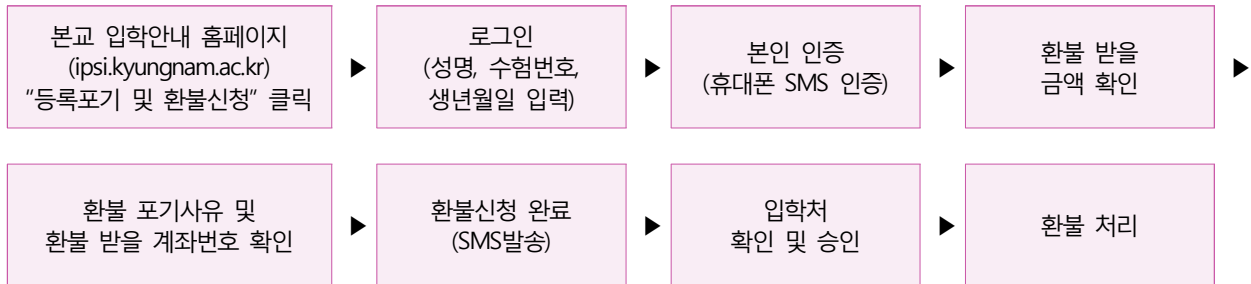 본교 입학안내 홈페이지
(ipsi.kyungnam.ac.kr)
“등록포기 및 환불신청” 클릭
▶
로그인
(성명, 수험번호,
생년월일 입력)
▶
본인 인증
(휴대폰 SMS 인증)
▶
환불 받을
금액 확인
▶
환불 포기사유 및
환불 받을 계좌번호 확인
▶
환불신청 완료
(SMS발송)
▶
입학처
확인 및 승인
▶
환불 처리